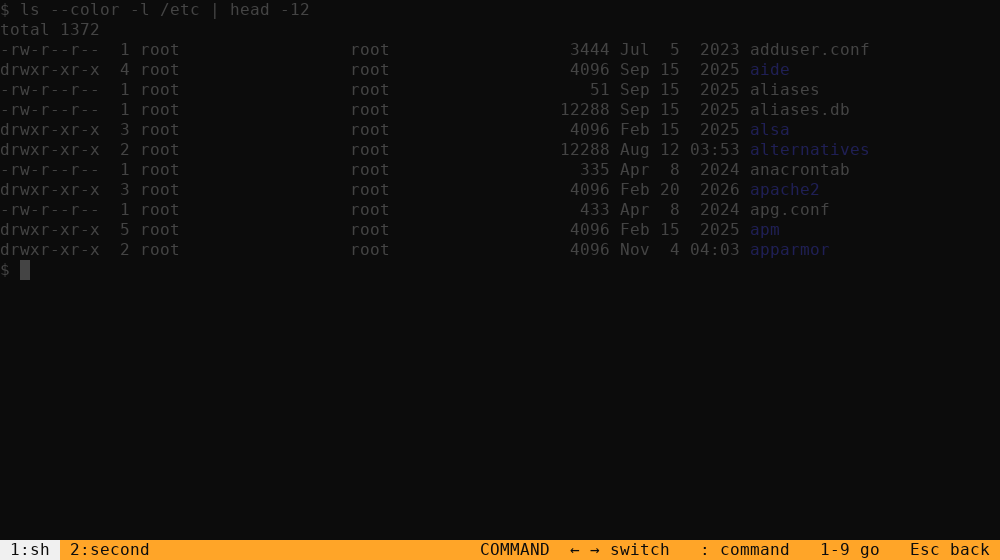 $ ls --color -l /etc | head -12
total 1372
-rw-r--r--  1 root                 root                  3444 Jul  5  2023 adduser.conf
drwxr-xr-x  4 root                 root                  4096 Sep 15  2025 aide
-rw-r--r--  1 root                 root                    51 Sep 15  2025 aliases
-rw-r--r--  1 root                 root                 12288 Sep 15  2025 aliases.db
drwxr-xr-x  3 root                 root                  4096 Feb 15  2025 alsa
drwxr-xr-x  2 root                 root                 12288 Aug 12 03:53 alternatives
-rw-r--r--  1 root                 root                   335 Apr  8  2024 anacrontab
drwxr-xr-x  3 root                 root                  4096 Feb 20  2026 apache2
-rw-r--r--  1 root                 root                   433 Apr  8  2024 apg.conf
drwxr-xr-x  5 root                 root                  4096 Feb 15  2025 apm
drwxr-xr-x  2 root                 root                  4096 Nov  4 04:03 apparmor
$
1:sh  2:second                                 COMMAND  ← → switch   : command   1-9 go   Esc back